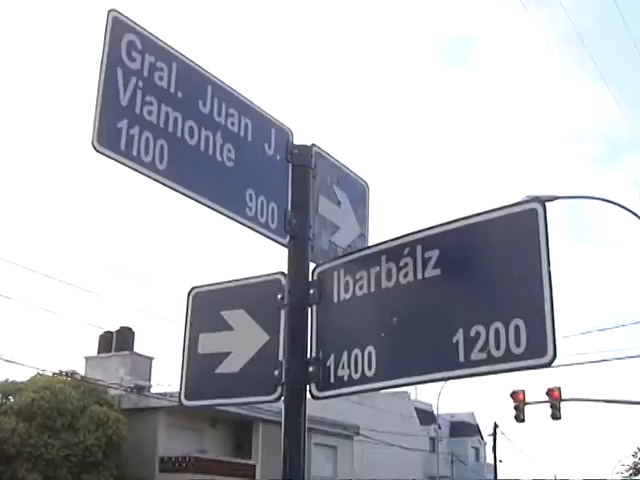 Gral. Juan J.
Viamonte
1100 900
Ibarbálz
1400 1200